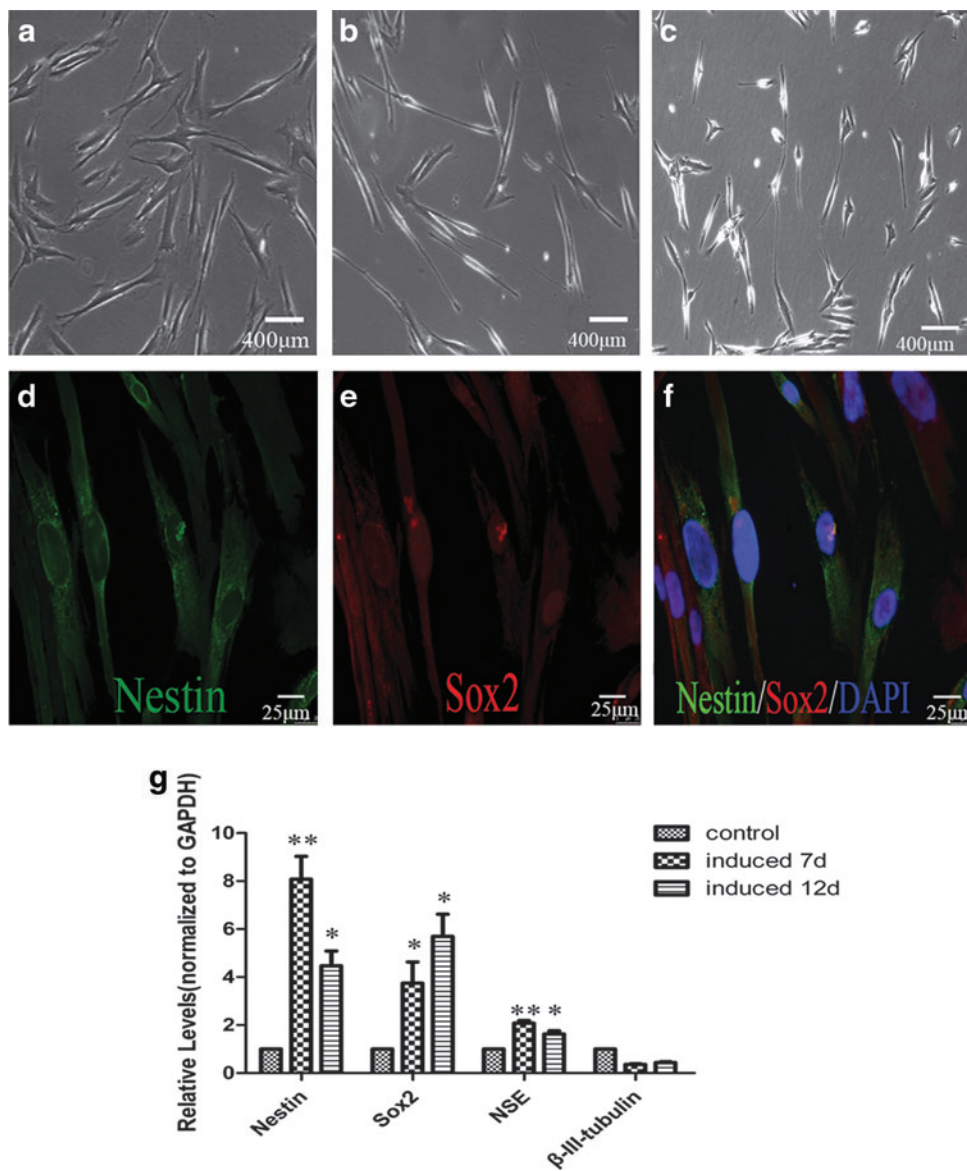 a
400μm
b
400μm
c
400μm
d
Nestin
25μm
e
Sox2
25μm
f
Nestin/Sox2/DAPI
25μm
g
Relative Levels(normalized to GAPDH)
10
8
6
4
2
0
**
*
*
*
**
*
control
induced 7d
induced 12d
Nestin
Sox2
NSE
β-III-tubulin